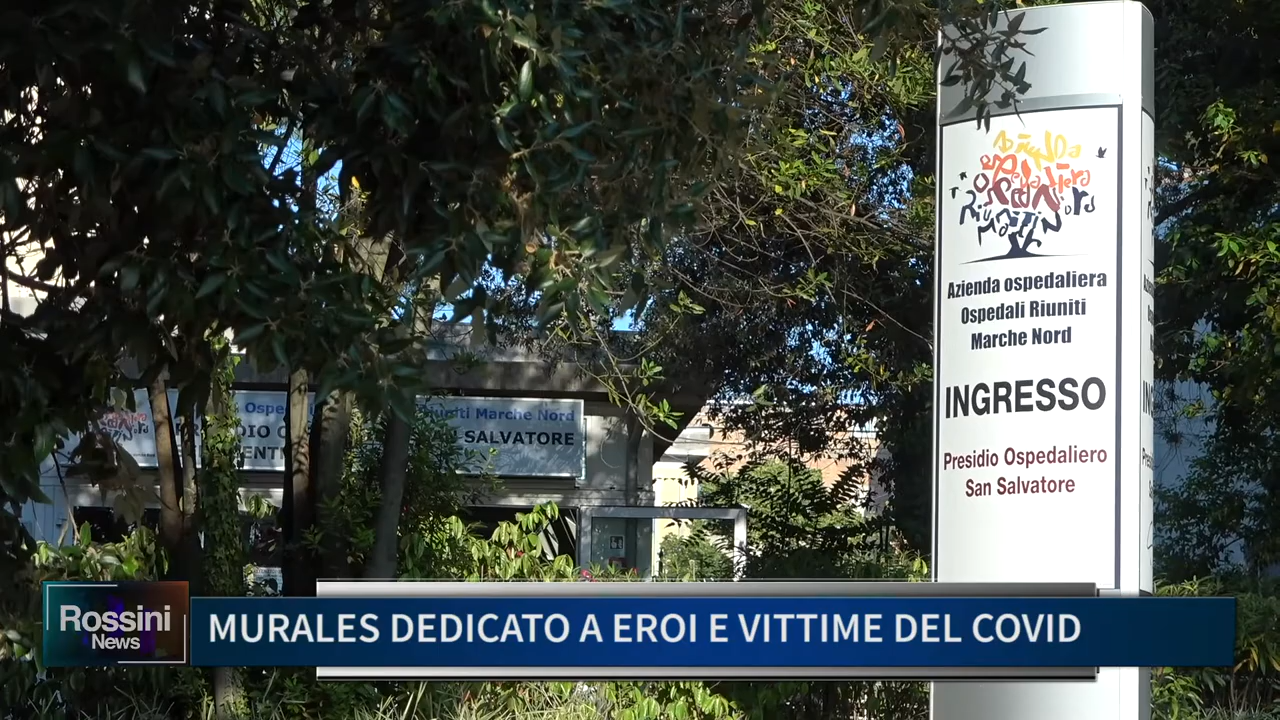 Azienda ospedaliera
Ospedali Riuniti
Marche Nord
INGRESSO
Presidio Ospedaliero
San Salvatore
Riuniti Marche Nord
SALVATORE
Rossini
News
MURALES DEDICATO A EROI E VITTIME DEL COVID